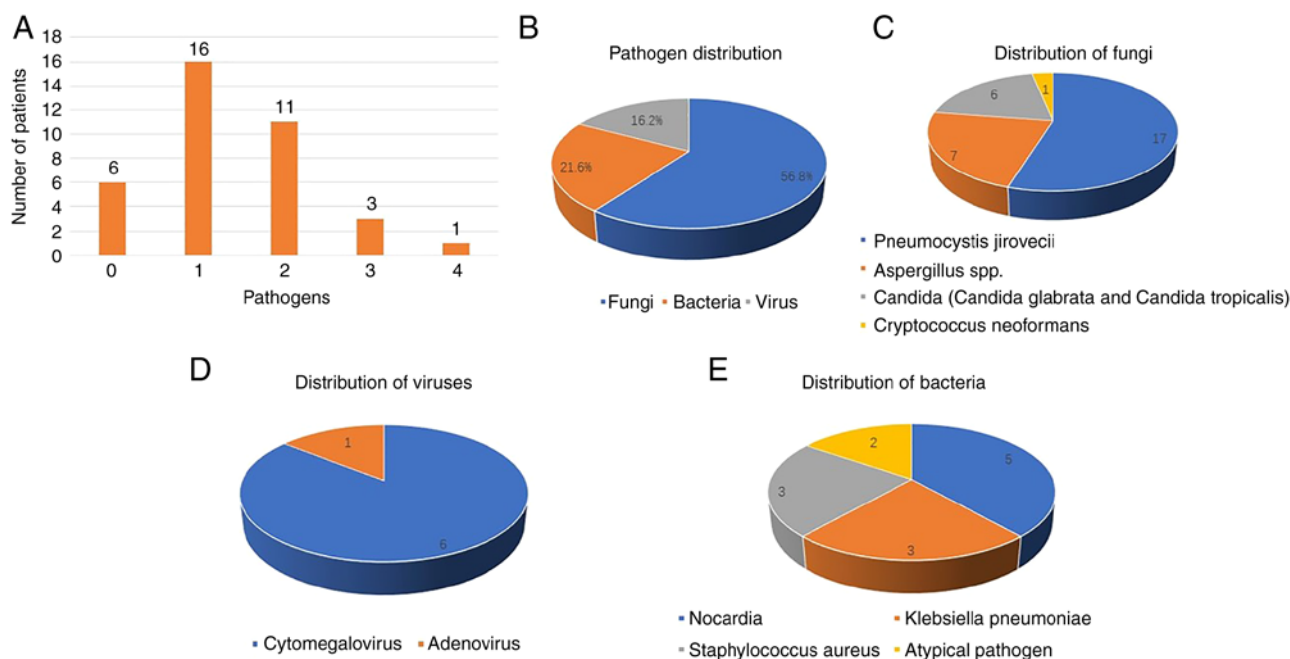 A
18
16
14
12
10
8
6
4
2
0
Number of patients
6
16
11
3
1
0 1 2 3 4
Pathogens
B
Pathogen distribution
16.2%
21.6%
56.8%
Fungi Bacteria Virus
C
Distribution of fungi
1
6
17
7
Pneumocystis jirovecii
Aspergillus spp.
Candida (Candida glabrata and Candida tropicalis)
Cryptococcus neoformans
D
Distribution of viruses
1
6
Cytomegalovirus Adenovirus
E
Distribution of bacteria
2
5
3
3
Nocardia Klebsiella pneumoniae
Staphylococcus aureus Atypical pathogen